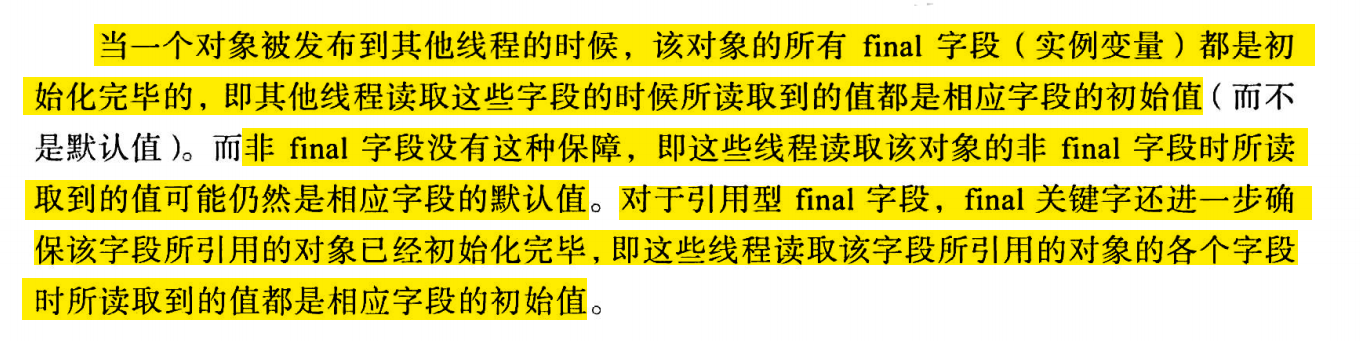 当一个对象被发布到其他线程的时候，该对象的所有 final 字段（实例变量）都是初
始化完毕的，即其他线程读取这些字段的时候所读取到的值都是相应字段的初始值（而不
是默认值）。而非 final 字段没有这种保障，即这些线程读取该对象的非 final 字段时所读
取到的值可能仍然是相应字段的默认值。对于引用型 final 字段，final 关键字还进一步确
保该字段所引用的对象已经初始化完毕，即这些线程读取该字段所引用的对象的各个字段
时所读取到的值都是相应字段的初始值。